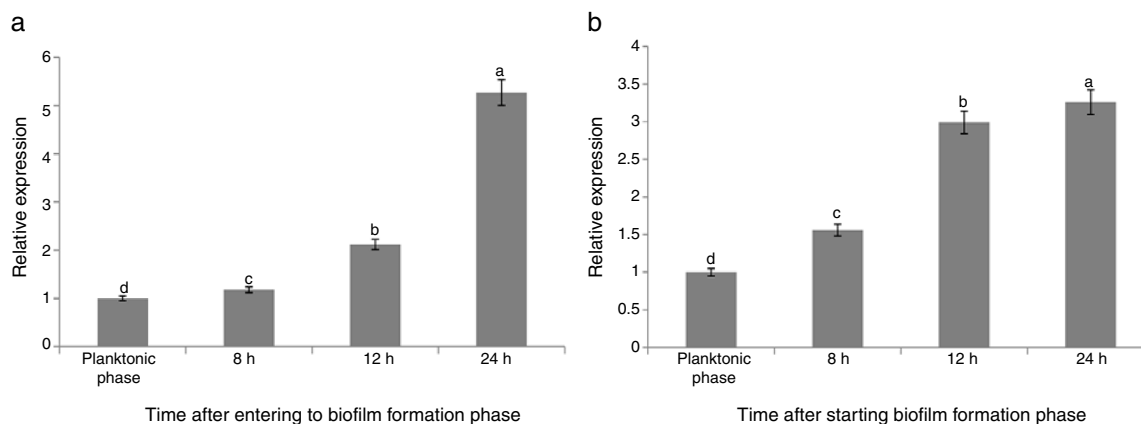 a
Relative expression
6
5
4
3
2
1
0
d
c
b
a
Planktonic
phase
8 h
12 h
24 h
Time after entering to biofilm formation phase
b
Relative expression
4
3.5
3
2.5
2
1.5
1
0.5
0
d
c
b
a
Planktonic
phase
8 h
12 h
24 h
Time after starting biofilm formation phase